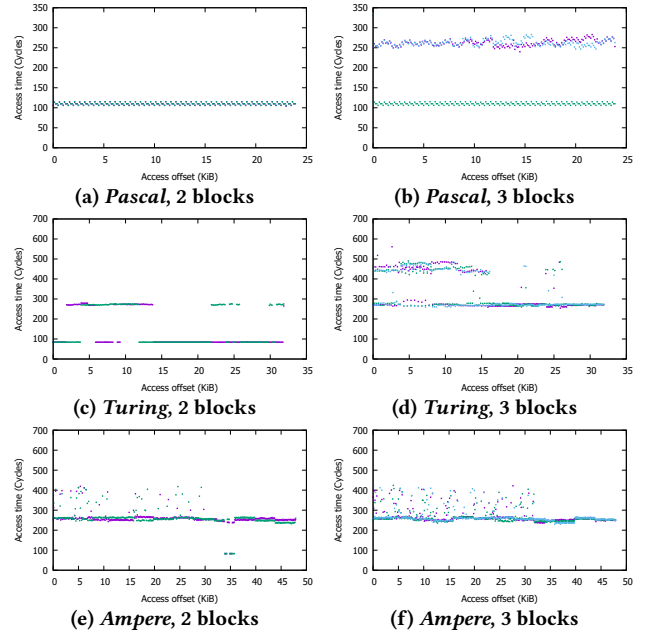 350
300
250
200
150
100
50
0
Access time (Cycles)
0 5 10 15 20 25
Access offset (KiB)
(a) Pascal, 2 blocks
350
300
250
200
150
100
50
0
Access time (Cycles)
0 5 10 15 20 25
Access offset (KiB)
(b) Pascal, 3 blocks
700
600
500
400
300
200
100
0
Access time (Cycles)
0 5 10 15 20 25 30 35
Access offset (KiB)
(c) Turing, 2 blocks
700
600
500
400
300
200
100
0
Access time (Cycles)
0 5 10 15 20 25 30 35
Access offset (KiB)
(d) Turing, 3 blocks
700
600
500
400
300
200
100
0
Access time (Cycles)
0 5 10 15 20 25 30 35 40 45 50
Access offset (KiB)
(e) Ampere, 2 blocks
700
600
500
400
300
200
100
0
Access time (Cycles)
0 5 10 15 20 25 30 35 40 45 50
Access offset (KiB)
(f) Ampere, 3 blocks